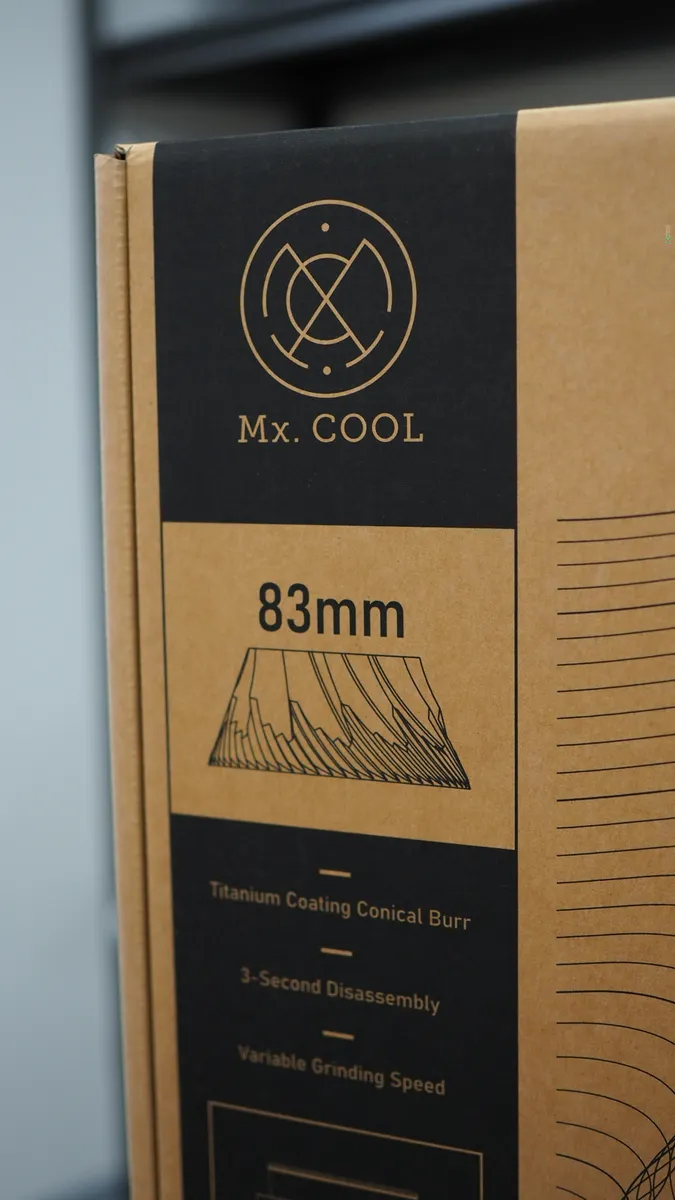 Mx. COOL
83mm
Titanium Coating Conical Burr
3-Second Disassembly
Variable Grinding Speed